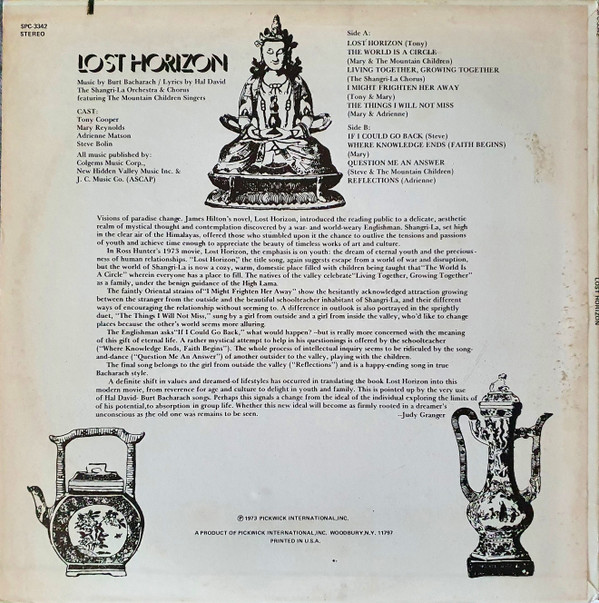 SPC-3342
STEREO
LOST HORIZON
Music by Burt Bacharach / Lyrics by Hal David
The Shangri-La Orchestra & Chorus
featuring The Mountain Children Singers
CAST:
Tony Cooper
Mary Reynolds
Adrienne Matson
Steve Bolin
All music published by:
Colgems Music Corp.,
New Hidden Valley Music Inc. &
J. C. Music Co. (ASCAP)
Side A:
LOST HORIZON (Tony)
THE WORLD IS A CIRCLE
(Mary & The Mountain Children)
LIVING TOGETHER, GROWING TOGETHER
(The Shangri-La Chorus)
I MIGHT FRIGHTEN HER AWAY
(Tony & Mary)
THE THINGS I WILL NOT MISS
(Mary & Adrienne)
Side B:
IF I COULD GO BACK (Steve)
WHERE KNOWLEDGE ENDS (FAITH BEGINS)
(Mary)
QUESTION ME AN ANSWER
(Steve & The Mountain Children)
REFLECTIONS (Adrienne)
Visions of paradise change. James Hilton's novel, Lost Horizon, introduced the reading public to a delicate, aesthetic
realm of mystical thought and contemplation discovered by a war- and world-weary Englishman. Shangri-La, set high
in the clear air of the Himalayas, offered those who stumbled upon it the chance to outlive the tensions and passions
of youth and achieve time enough to appreciate the beauty of timeless works of art and culture.
In Ross Hunter's 1973 movie, Lost Horizon, the emphasis is on youth: the dream of eternal youth and the precious-
ness of human relationships. "Lost Horizon," the title song, again suggests escape from a world of war and disruption,
but the world of Shangri-La is now a cozy, warm, domestic place filled with children being taught that "The World Is
A Circle" wherein everyone has a place to fill. The natives of the valley celebrate "Living Together, Growing Together"
as a family, under the benign guidance of the High Lama.
The faintly Oriental strains of "I Might Frighten Her Away" show the hesitantly acknowledged attraction growing
between the stranger from the outside and the beautiful schoolteacher inhabitant of Shangri-La, and their different
ways of encouraging the relationship without seeming to. A difference in outlook is also portrayed in the sprightly
duet, "The Things I Will Not Miss," sung by a girl from outside and a girl from inside the valley, who'd like to change
places because the other's world seems more alluring.
The Englishman asks "If I Could Go Back," what would happen? –but is really more concerned with the meaning
of this gift of eternal life. A rather mystical attempt to help in his questionings is offered by the schoolteacher
("Where Knowledge Ends, Faith Begins"). The whole process of intellectual inquiry seems to be ridiculed by the song-
and-dance ("Question Me An Answer") of another outsider to the valley, playing with the children.
The final song belongs to the girl from outside the valley ("Reflections") and is a happy-ending song in true
Bacharach style.
A definite shift in values and dreamed-of lifestyles has occurred in translating the book Lost Horizon into this
modern movie, from reverence for age and culture to delight in youth and family. This is pointed up by the very use
of Hal David- Burt Bacharach songs. Perhaps this signals a change from the ideal of the individual exploring the limits of
of his potential, to absorption in group life. Whether this new ideal will become as firmly rooted in a dreamer's
unconscious as the old one was remains to be seen.
--Judy Granger
LOST HORIZON
℗ 1973 PICKWICK INTERNATIONAL, INC.
A PRODUCT OF PICKWICK INTERNATIONAL, INC. WOODBURY, N.Y. 11797
PRINTED IN U.S.A.